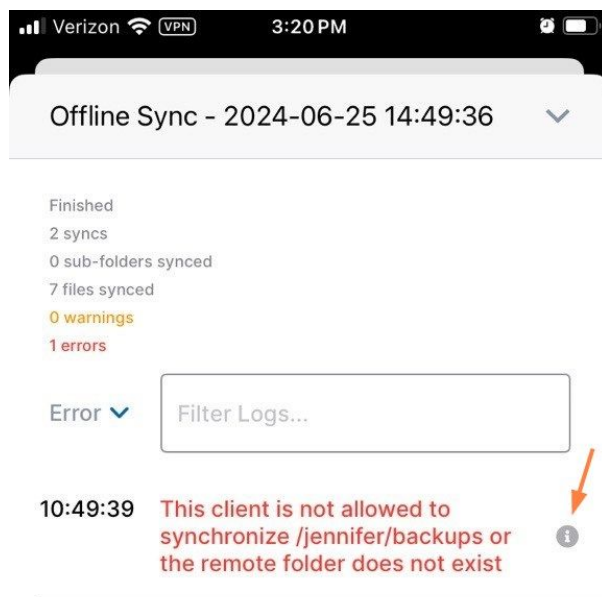 Verizon VPN 3:20 PM
Offline Sync - 2024-06-25 14:49:36
Finished
2 syncs
0 sub-folders synced
7 files synced
0 warnings
1 errors
Error Filter Logs...
10:49:39 This client is not allowed to
synchronize /jennifer/backups or
the remote folder does not exist